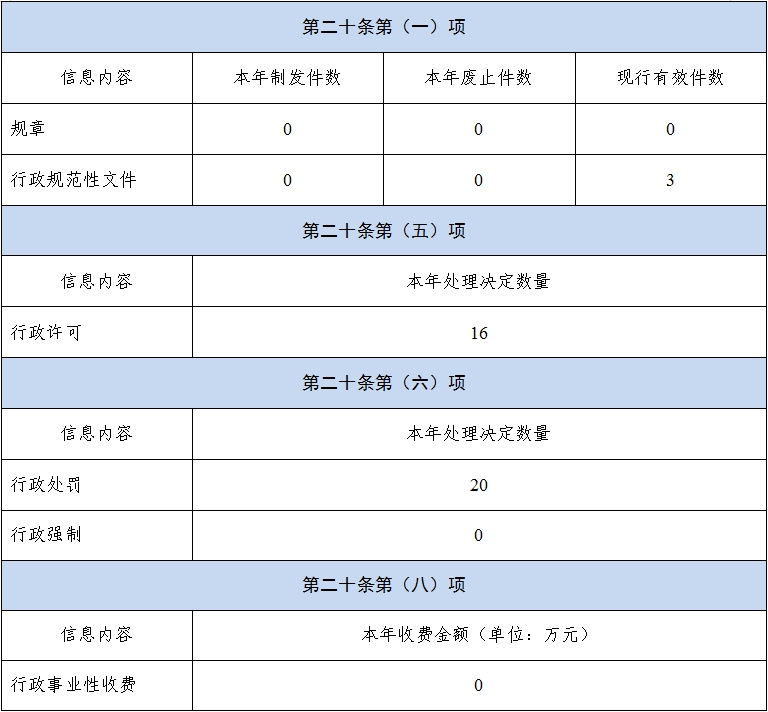 第二十条第（一）项
信息内容 本年制发件数 本年废止件数 现行有效件数
规章 0 0 0
行政规范性文件 0 0 3
第二十条第（五）项
信息内容 本年处理决定数量
行政许可 16
第二十条第（六）项
信息内容 本年处理决定数量
行政处罚 20
行政强制 0
第二十条第（八）项
信息内容 本年收费金额（单位：万元）
行政事业性收费 0